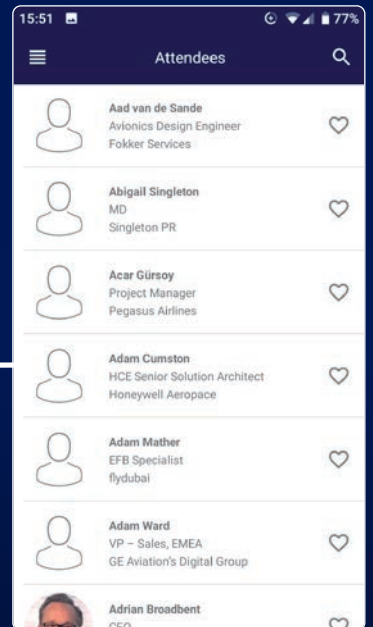 15:51 77%
Attendees
Aad van de Sande
Avionics Design Engineer
Fokker Services
Abigail Singleton
MD
Singleton PR
Acar Gürsoy
Project Manager
Pegasus Airlines
Adam Cumston
HCE Senior Solution Architect
Honeywell Aeropace
Adam Mather
EFB Specialist
flydubai
Adam Ward
VP – Sales, EMEA
GE Aviation's Digital Group
Adrian Broadbent
CEO